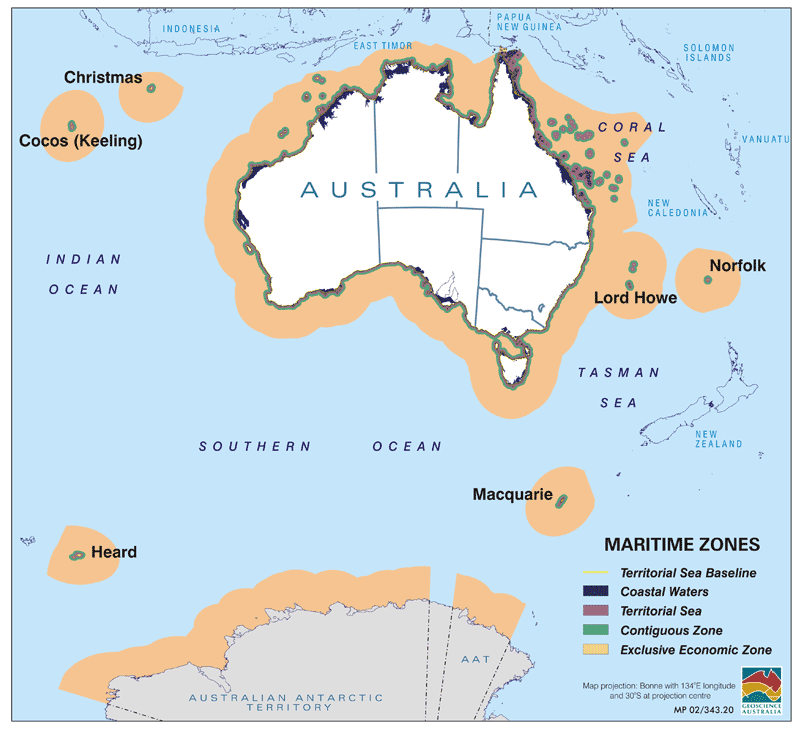 INDONESIA
PAPUA
NEW GUINEA
EAST TIMOR
SOLOMON
ISLANDS
Christmas
Cocos (Keeling)
CORAL
SEA
VANUATU
AUSTRALIA
NEW
CALEDONIA
INDIAN
OCEAN
Norfolk
Lord Howe
TASMAN
SEA
NEW
ZEALAND
SOUTHERN OCEAN
Macquarie
Heard
MARITIME ZONES
Territorial Sea Baseline
Coastal Waters
Territorial Sea
Contiguous Zone
Exclusive Economic Zone
AAT
AUSTRALIAN ANTARCTIC
TERRITORY
Map projection: Bonne with 134°E longitude
and 30°S at projection centre
MP 02/343.20
GEOSCIENCE
AUSTRALIA